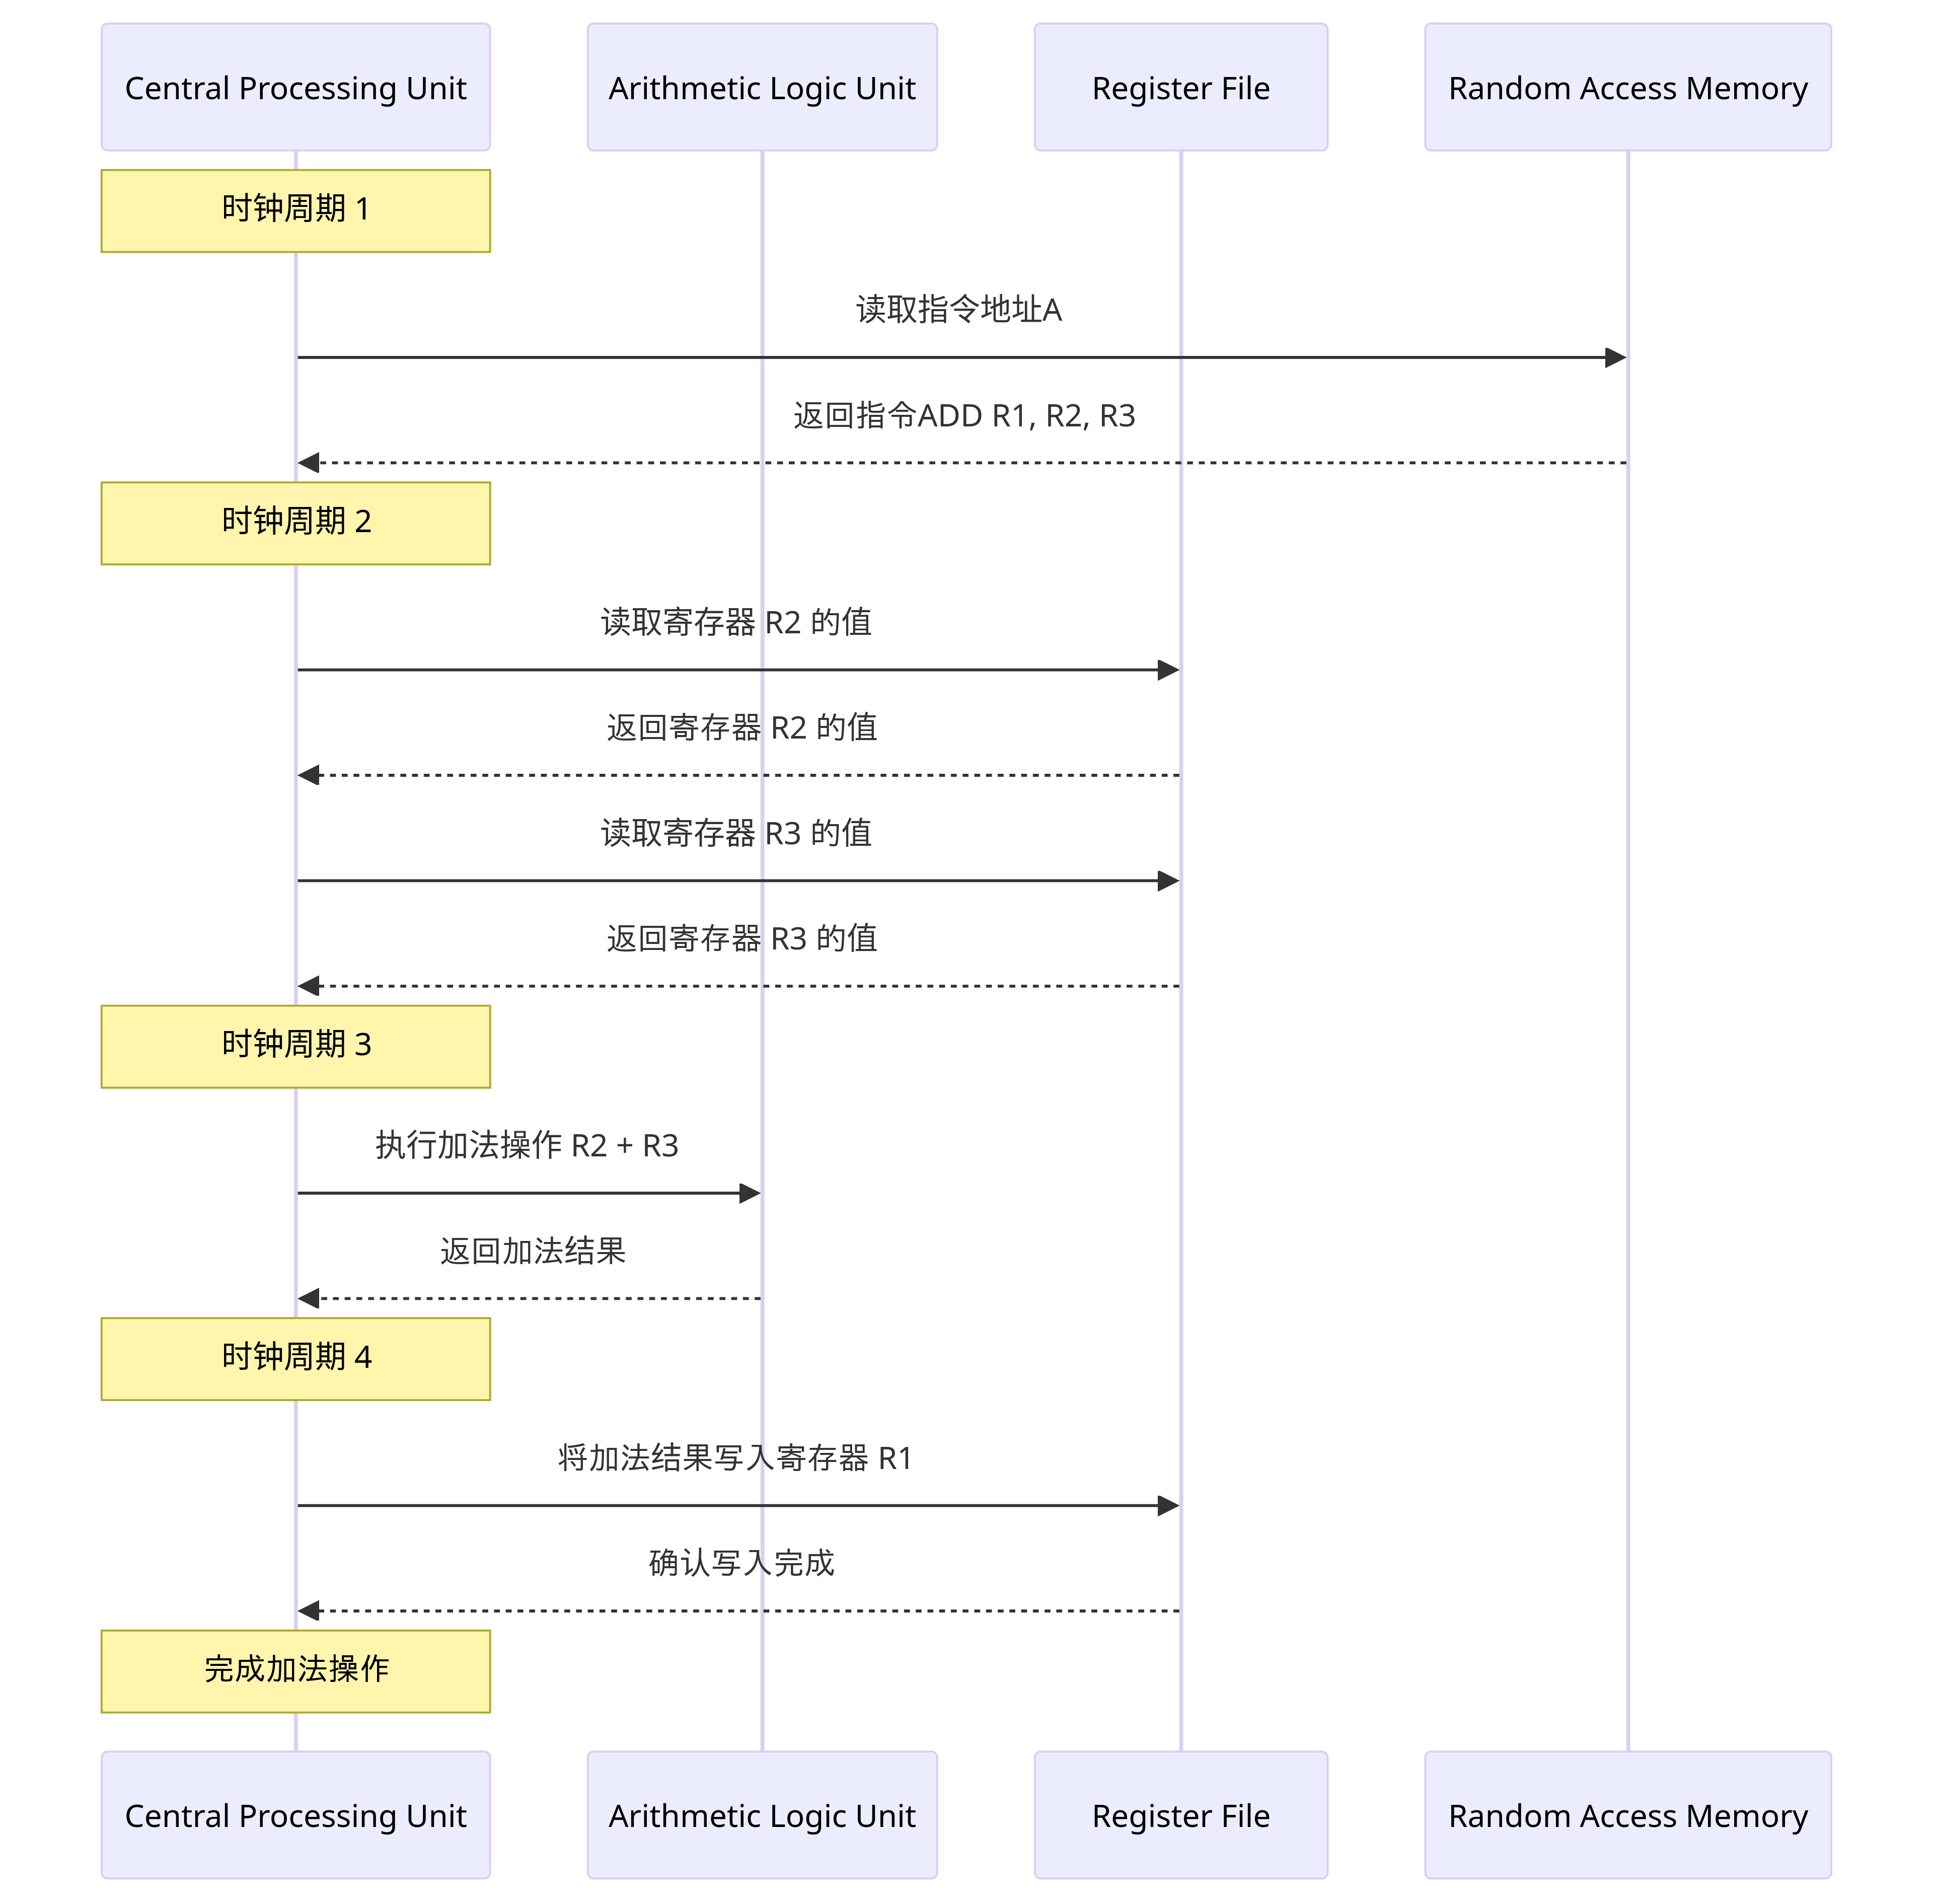 Central Processing Unit
Arithmetic Logic Unit
Register File
Random Access Memory
时钟周期 1
读取指令地址A
返回指令ADD R1, R2, R3
时钟周期 2
读取寄存器 R2 的值
返回寄存器 R2 的值
读取寄存器 R3 的值
返回寄存器 R3 的值
时钟周期 3
执行加法操作 R2 + R3
返回加法结果
时钟周期 4
将加法结果写入寄存器 R1
确认写入完成
完成加法操作
Central Processing Unit
Arithmetic Logic Unit
Register File
Random Access Memory